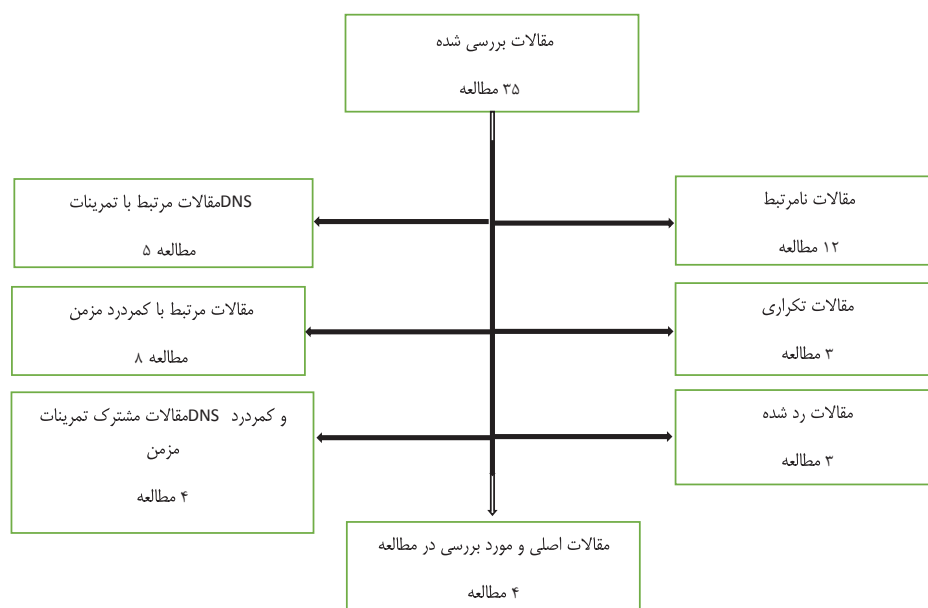 مقالات بررسی شده
۳۵ مطالعه
مقالات نامرتبط
۱۲ مطالعه
DNSمقالات مرتبط با تمرینات
مطالعه ۵
مقالات تکراری
۳ مطالعه
مقالات مرتبط با کمردرد مزمن
مطالعه ۸
مقالات رد شده
۳ مطالعه
و کمردرد DNSمقالات مشترک تمرینات
مزمن
۴ مطالعه
مقالات اصلی و مورد بررسی در مطالعه
۴ مطالعه